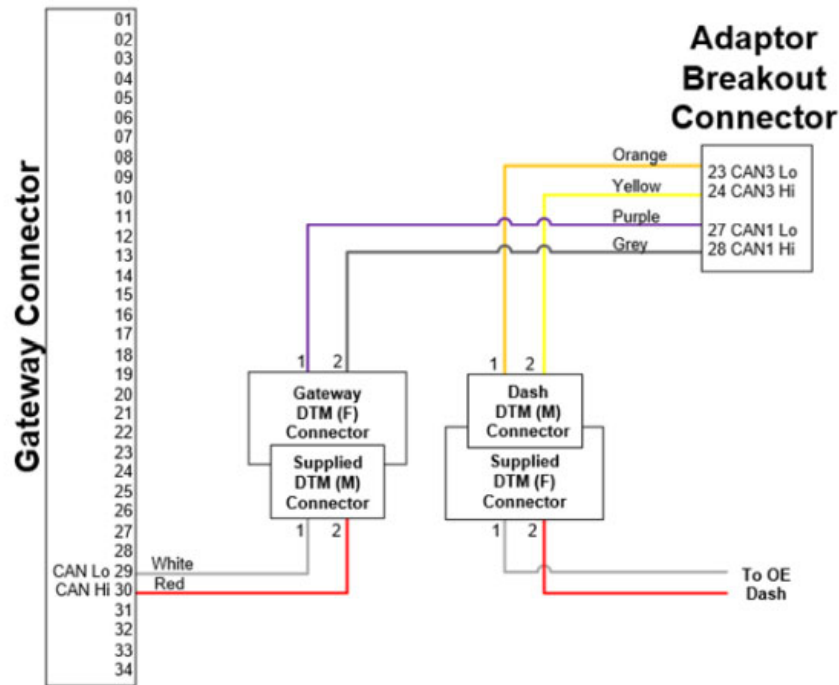 Gateway Connector
01
02
03
04
05
06
07
08
09
10
11
12
13
14
15
16
17
18
19
20
21
22
23
24
25
26
27
28
CAN Lo 29
CAN Hi 30
31
32
33
34
White
Red
Adaptor
Breakout
Connector
Orange
Yellow
Purple
Grey
23 CAN3 Lo
24 CAN3 Hi
27 CAN1 Lo
28 CAN1 Hi
1 2
Gateway
DTM (F)
Connector
Supplied
DTM (M)
Connector
1 2
1 2
Dash
DTM (M)
Connector
Supplied
DTM (F)
Connector
1 2
To OE
Dash